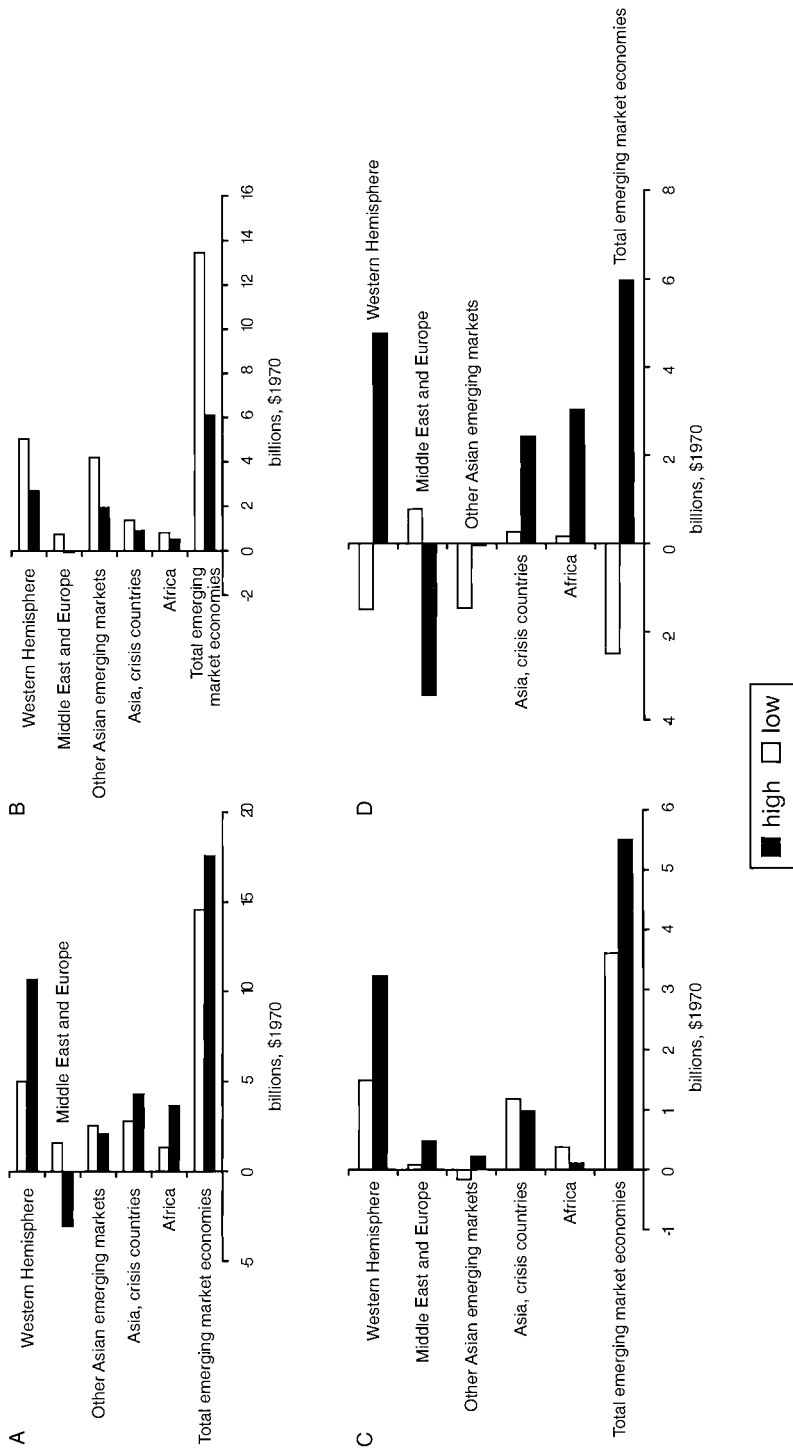 A
Western Hemisphere
Middle East and Europe
Other Asian emerging markets
Asia, crisis countries
Africa
Total emerging market economies
-5 0 5 10 15 20
billions, $1970
B
Western Hemisphere
Middle East and Europe
Other Asian emerging markets
Asia, crisis countries
Africa
Total emerging
market economies
-2 0 2 4 6 8 10 12 14 16
billions, $1970
C
Western Hemisphere
Middle East and Europe
Other Asian emerging markets
Asia, crisis countries
Africa
Total emerging market economies
-1 0 1 2 3 4 5 6
billions, $1970
D
Western Hemisphere
Middle East and Europe
Other Asian emerging markets
Asia, crisis countries
Africa
Total emerging market economies
4 2 0 2 4 6 8
billions, $1970
high low